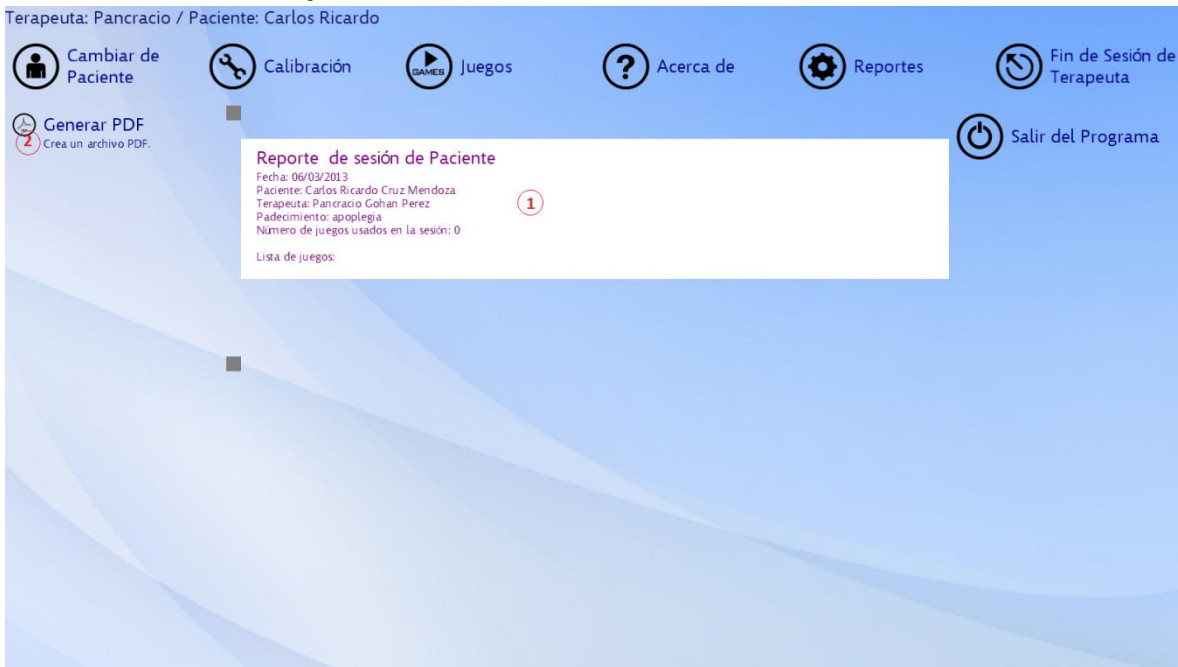 Terapeuta: Pancracio / Paciente: Carlos Ricardo
Cambiar de
Paciente
Calibración
GAMES
Juegos
?
Acerca de
Reportes
Fin de Sesión de
Terapeuta
Generar PDF
2
Crea un archivo PDF.
Salir del Programa
Reporte de sesión de Paciente
Fecha: 06/03/2013
Paciente: Carlos Ricardo Cruz Mendoza
Terapeuta: Pancracio Gohan Perez
1
Padecimiento: apoplegia
Número de juegos usados en la sesión: 0
Lista de juegos: